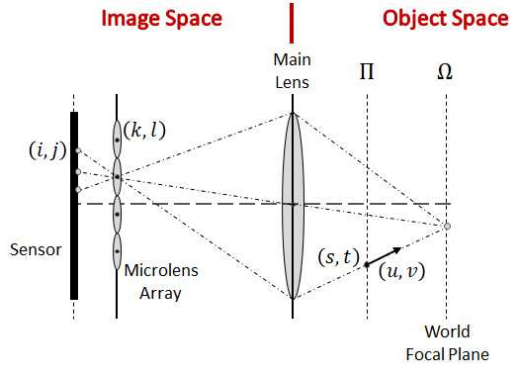 Image Space
Object Space
Main
Lens
Π
Ω
(k, l)
(i, j)
Sensor
Microlens
Array
(s, t)
(u, v)
World
Focal Plane